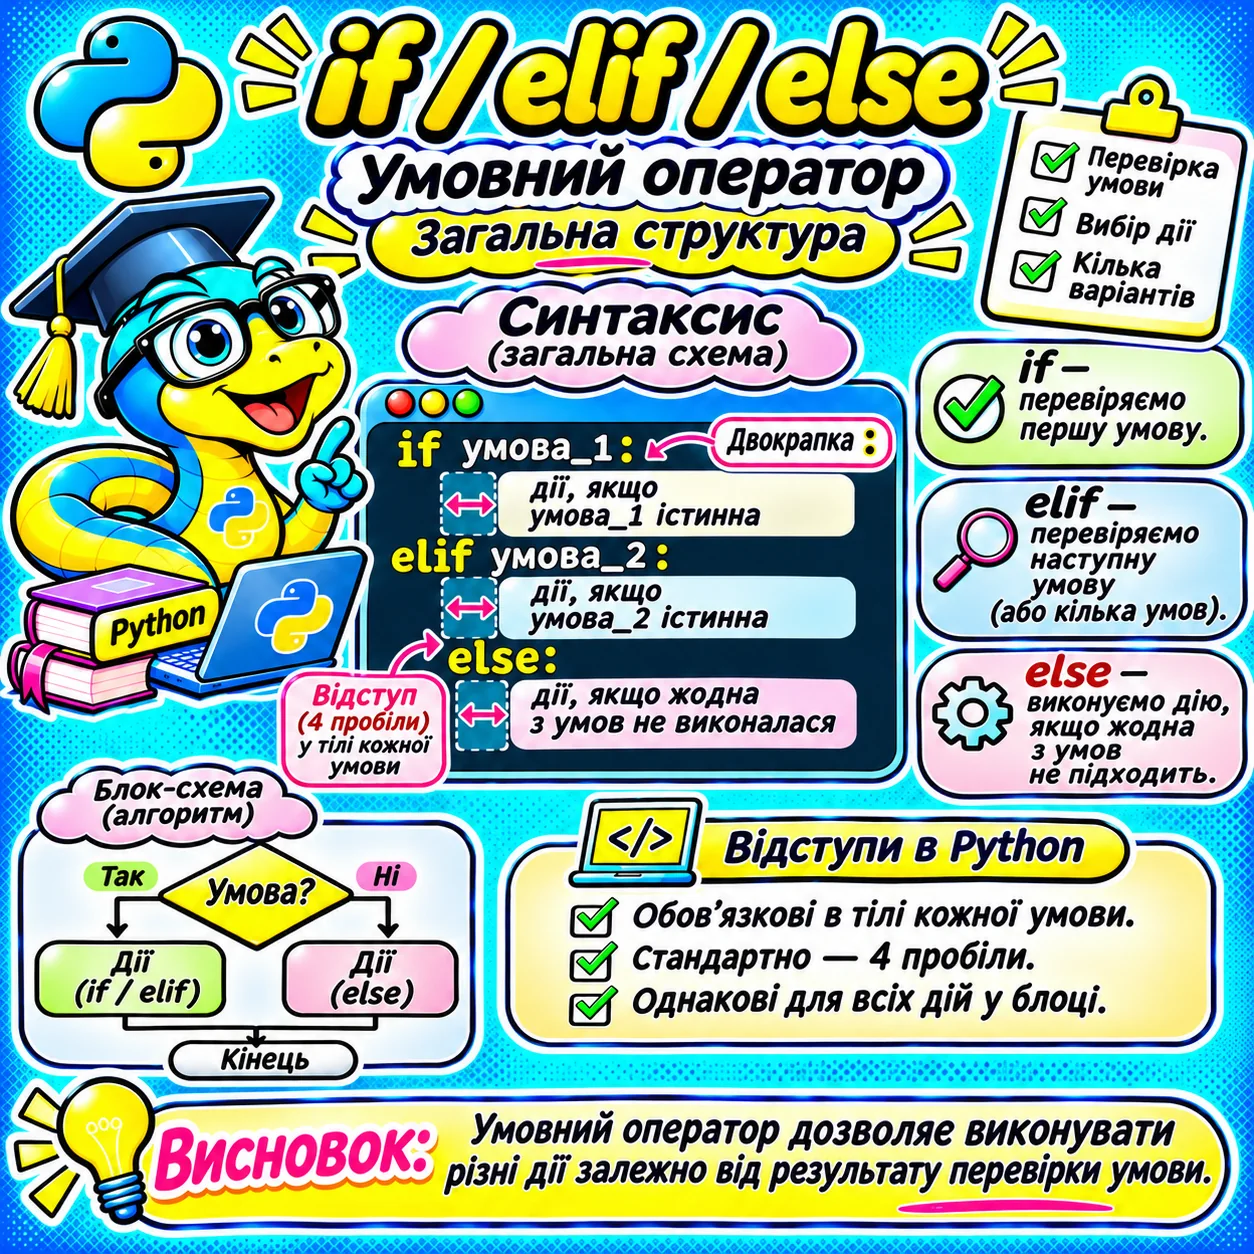 if / elif / else
Умовний оператор
Загальна структура
Перевірка
умови
Вибір дії
Кілька
варіантів
Синтаксис
(загальна схема)
if умова_1:
Двокрапка :
дії, якщо
умова_1 істинна
elif умова_2:
дії, якщо
умова_2 істинна
else:
дії, якщо жодна
з умов не виконалася
Відступ
(4 пробіли)
у тілі кожної
умови
Python
if –
перевіряємо
першу умову.
elif –
перевіряємо
наступну
умову
(або кілька умов).
else –
виконуємо дію,
якщо жодна
з умов
не підходить.
Блок-схема
(алгоритм)
Так
Умова?
Ні
Дії
(if / elif)
Дії
(else)
Кінець
</>
Відступи в Python
Обов’язкові в тілі кожної умови.
Стандартно — 4 пробіли.
Однакові для всіх дій у блоці.
Висновок:
Умовний оператор дозволяє виконувати
різні дії залежно від результату перевірки умови.